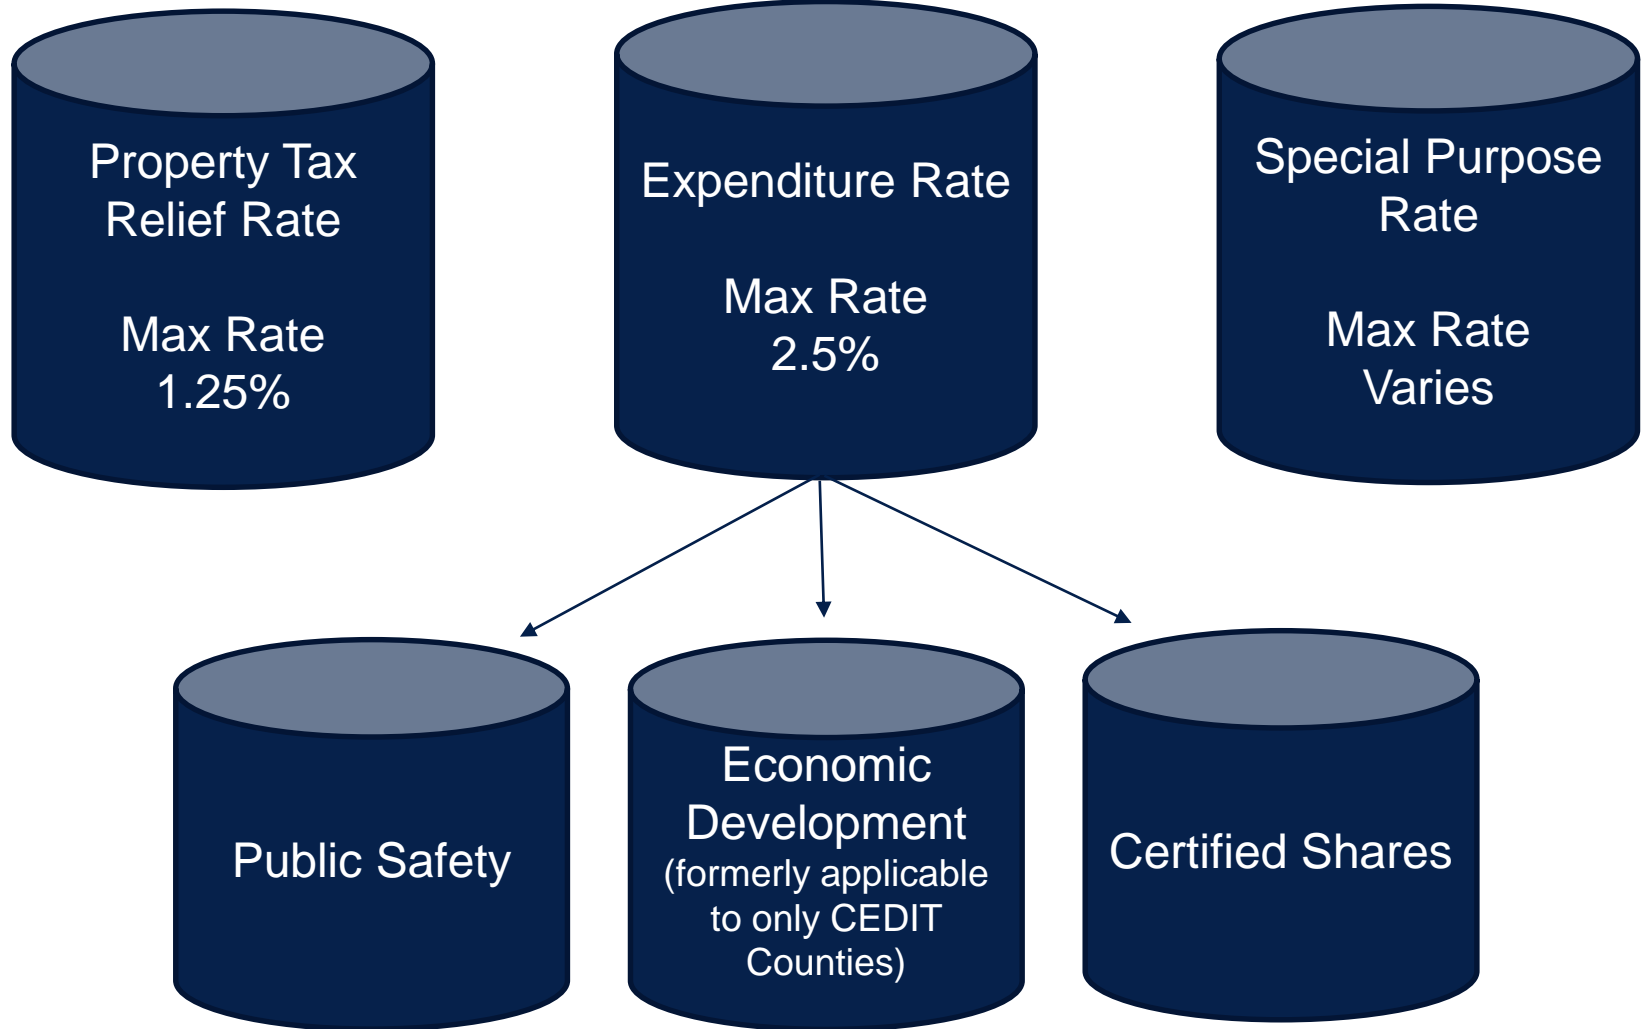 Property Tax
Relief Rate
Max Rate
1.25%
Expenditure Rate
Max Rate
2.5%
Special Purpose
Rate
Max Rate
Varies
Public Safety
Economic
Development
(formerly applicable
to only CEDIT
Counties)
Certified Shares